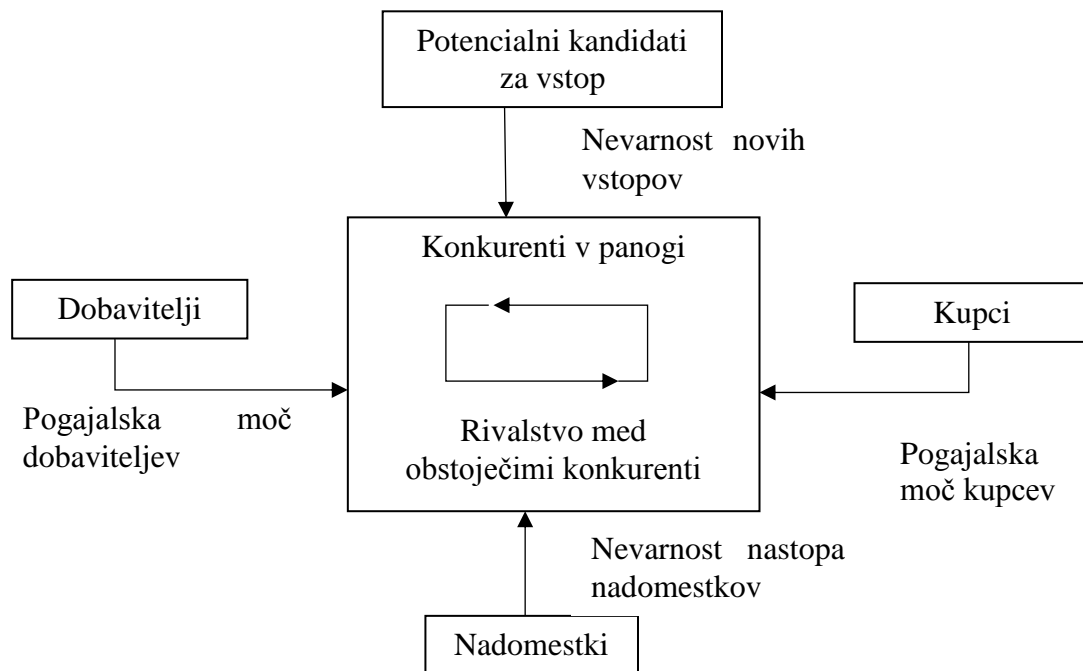 Potencialni kandidati
za vstop
Nevarnost novih
vstopov
Konkurenti v panogi
Dobavitelji
Kupci
Pogajalska moč
dobaviteljev
Rivalstvo med
obstoječimi konkurenti
Pogajalska
moč kupcev
Nevarnost nastopa
nadomestkov
Nadomestki